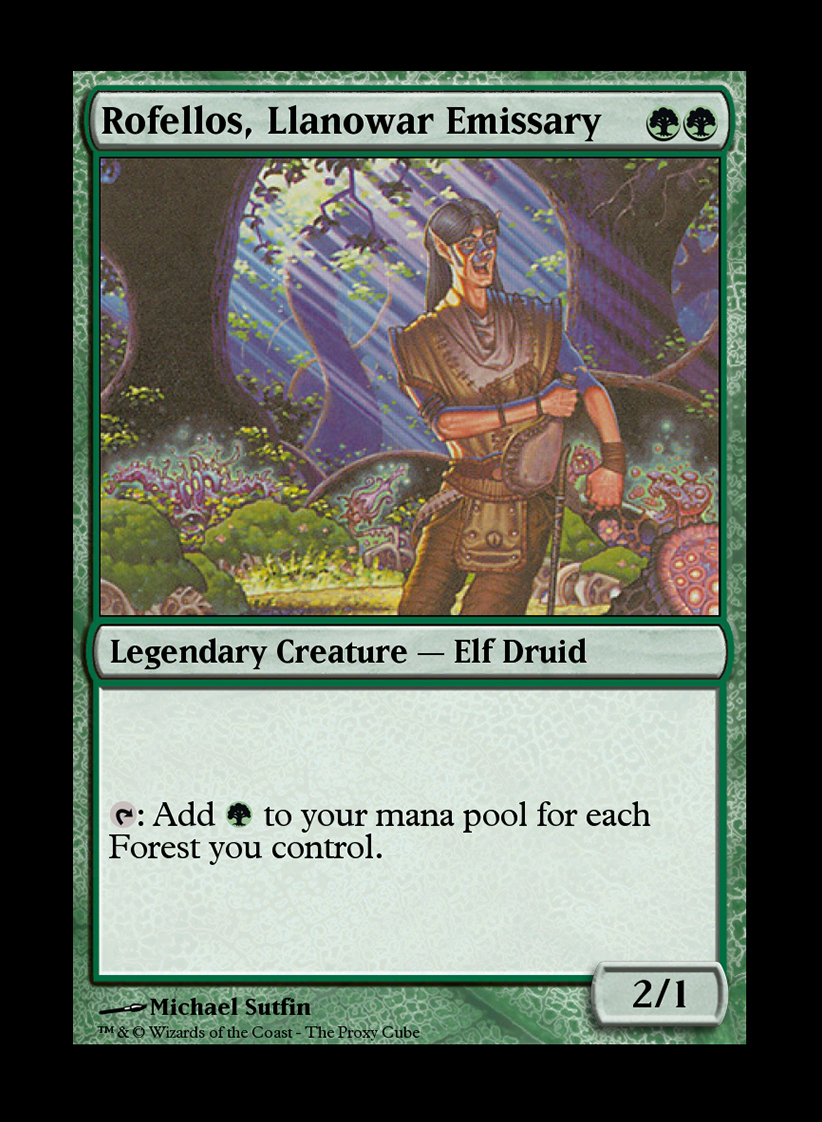 Rofellos, Llanowar Emissary
Legendary Creature — Elf Druid
: Add to your mana pool for each
Forest you control.
2/1
Michael Sutfin
™ & © Wizards of the Coast - The Proxy Cube